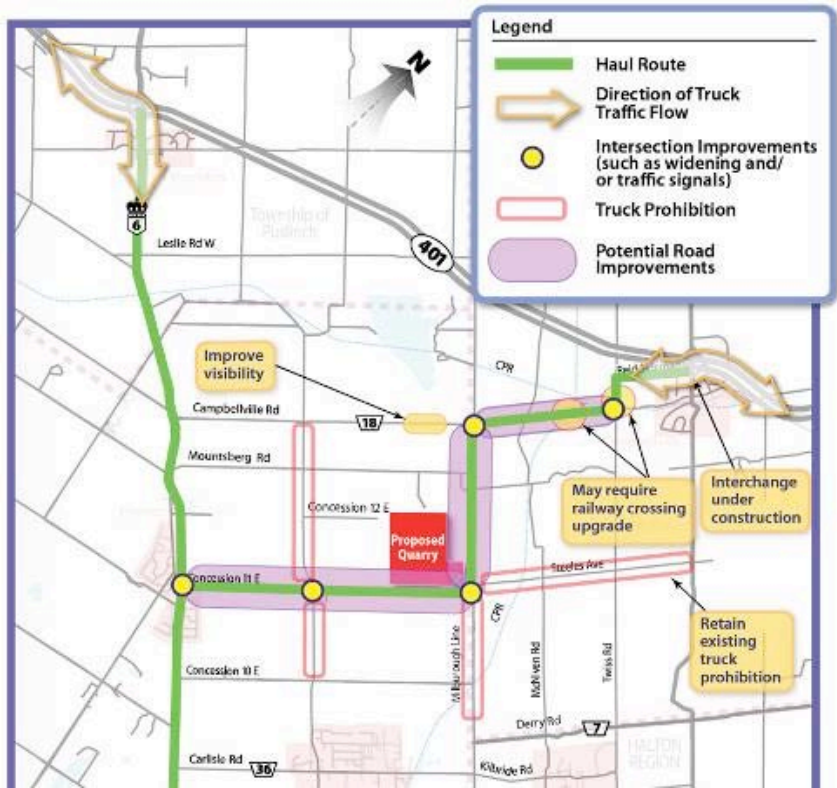 Legend
Haul Route
Direction of Truck
Traffic Flow
Intersection Improvements
(such as widening and/
or traffic signals)
Truck Prohibition
Potential Road
Improvements
N
6
Leslie Rd W
Township of
Puslinch
401
Improve
visibility
CPR
Campbellville Rd
18
Mountsberg Rd
Concession 12 E
May require
railway crossing
upgrade
Interchange
under
construction
Proposed
Quarry
Concession 11 E
Steeles Ave
CPR
Retain
existing
truck
prohibition
Milburough Line
McNiven Rd
Twiss Rd
Concession 10 E
Derry Rd
7
HALTON
REGION
Carlisle Rd
36
Kilbride Rd